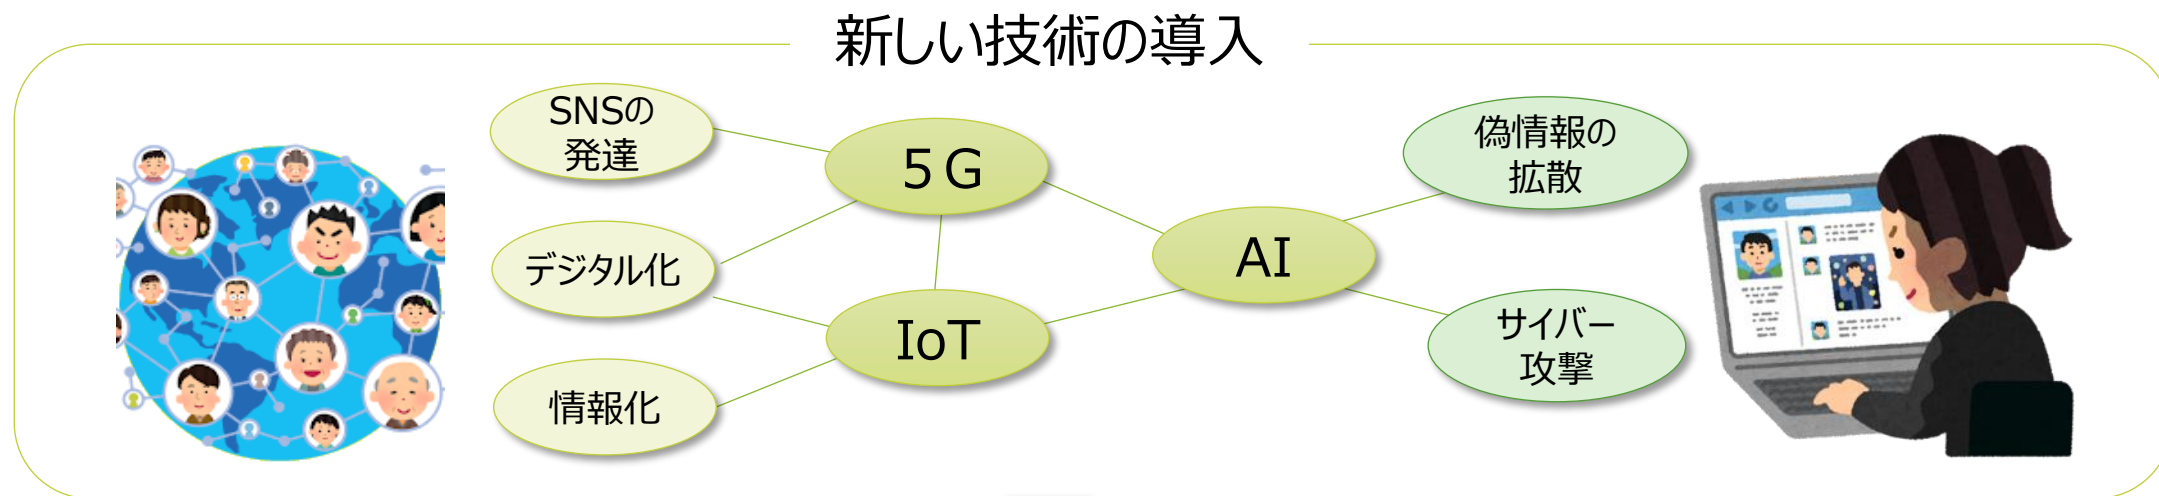 新しい技術の導入
SNSの
発達
デジタル化
情報化
５G
IoT
AI
偽情報の
拡散
サイバー
攻撃